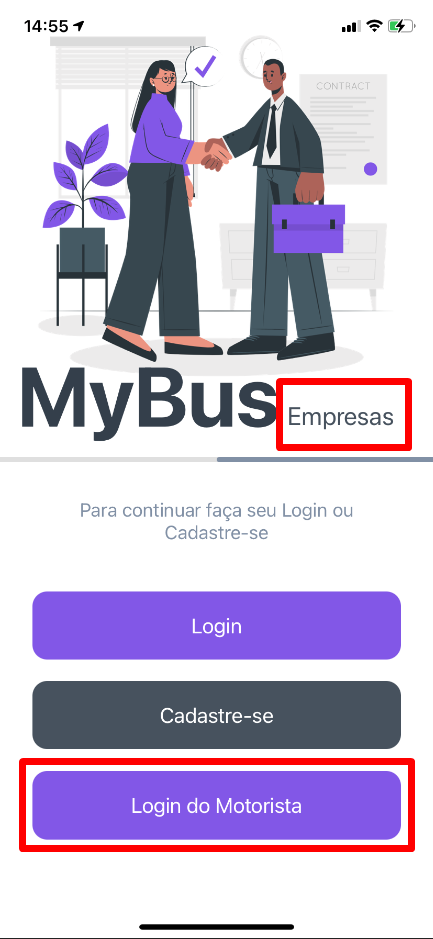 14:55
CONTRACT
MyBus
Empresas
Para continuar faça seu Login ou
Cadastre-se
Login
Cadastre-se
Login do Motorista